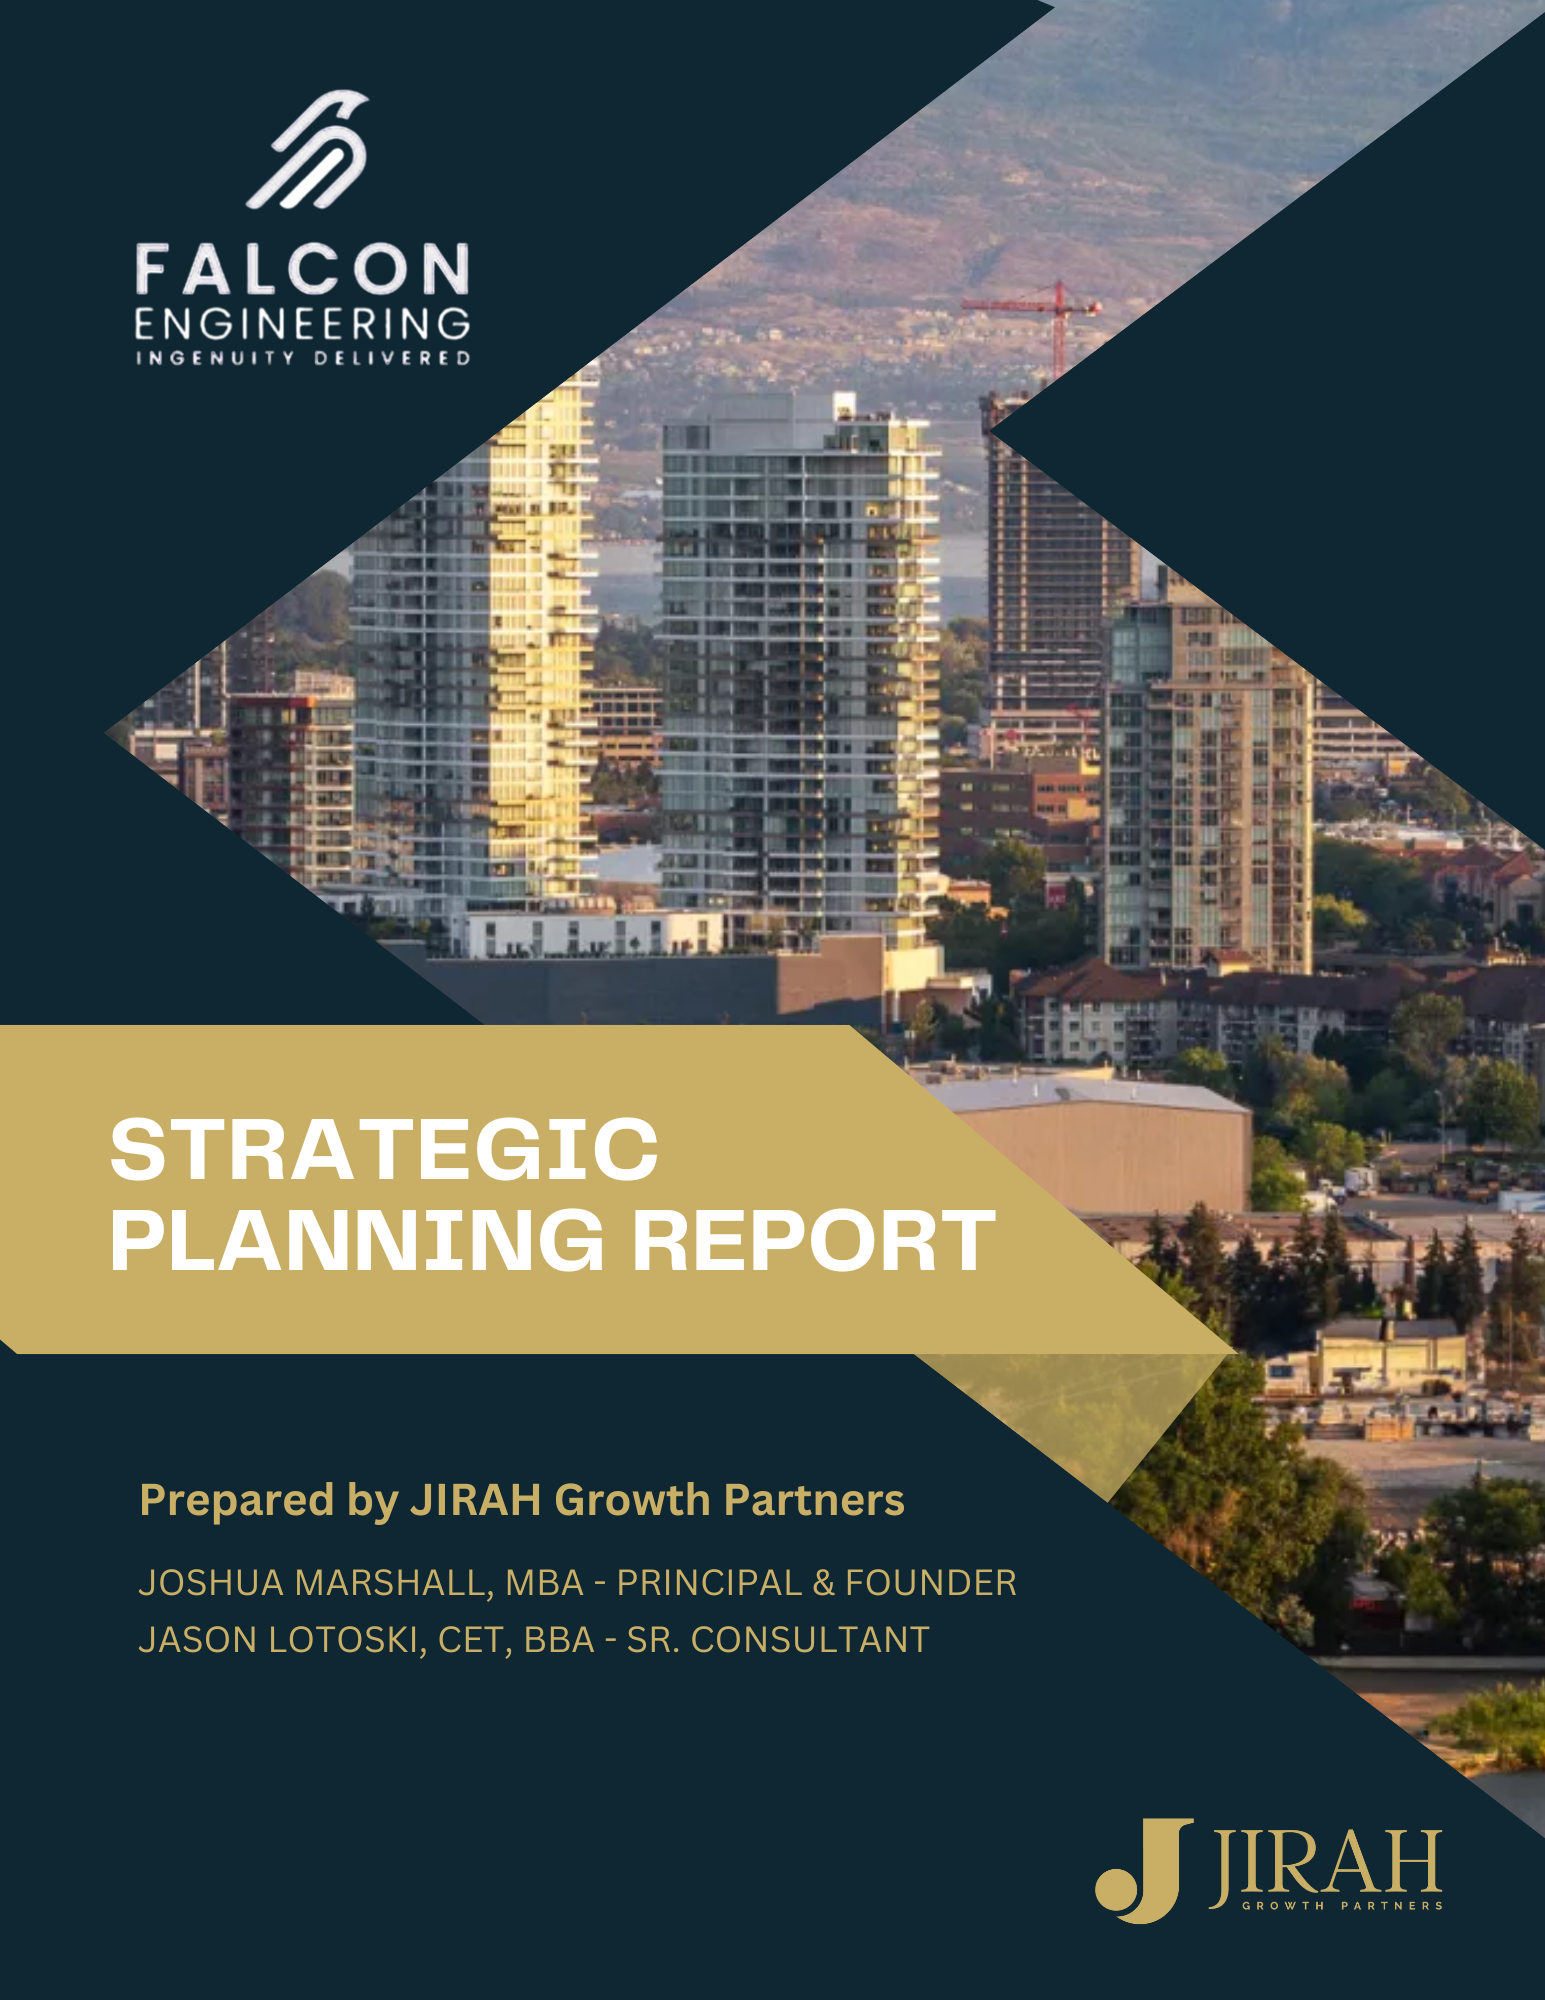 FALCON
ENGINEERING
INGENUITY DELIVERED
STRATEGIC
PLANNING REPORT
Prepared by JIRAH Growth Partners
JOSHUA MARSHALL, MBA - PRINCIPAL & FOUNDER
JASON LOTOSKI, CET, BBA - SR. CONSULTANT
JIRAH
GROWTH PARTNERS